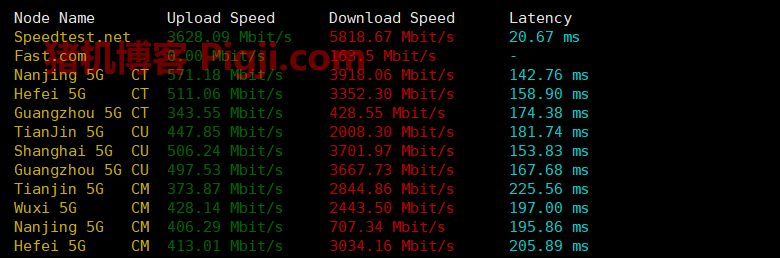 Node Name Upload Speed Download Speed Latency
Speedtest.net 3628.09 Mbit/s 5818.67 Mbit/s 20.67 ms
Fast.com 0.00 Mbit/s 163.5 Mbit/s -
猪机博客 Pigji.com
Nanjing 5G CT 571.18 Mbit/s 3918.06 Mbit/s 142.76 ms
Hefei 5G CT 511.06 Mbit/s 3352.30 Mbit/s 158.90 ms
Guangzhou 5G CT 343.55 Mbit/s 428.55 Mbit/s 174.38 ms
TianJin 5G CU 447.85 Mbit/s 2008.30 Mbit/s 181.74 ms
Shanghai 5G CU 506.24 Mbit/s 3701.97 Mbit/s 153.83 ms
Guangzhou 5G CU 497.53 Mbit/s 3667.73 Mbit/s 167.68 ms
Tianjin 5G CM 373.87 Mbit/s 2844.86 Mbit/s 225.56 ms
Wuxi 5G CM 428.14 Mbit/s 2443.50 Mbit/s 197.00 ms
Nanjing 5G CM 406.29 Mbit/s 707.34 Mbit/s 195.86 ms
Hefei 5G CM 413.01 Mbit/s 3034.16 Mbit/s 205.89 ms